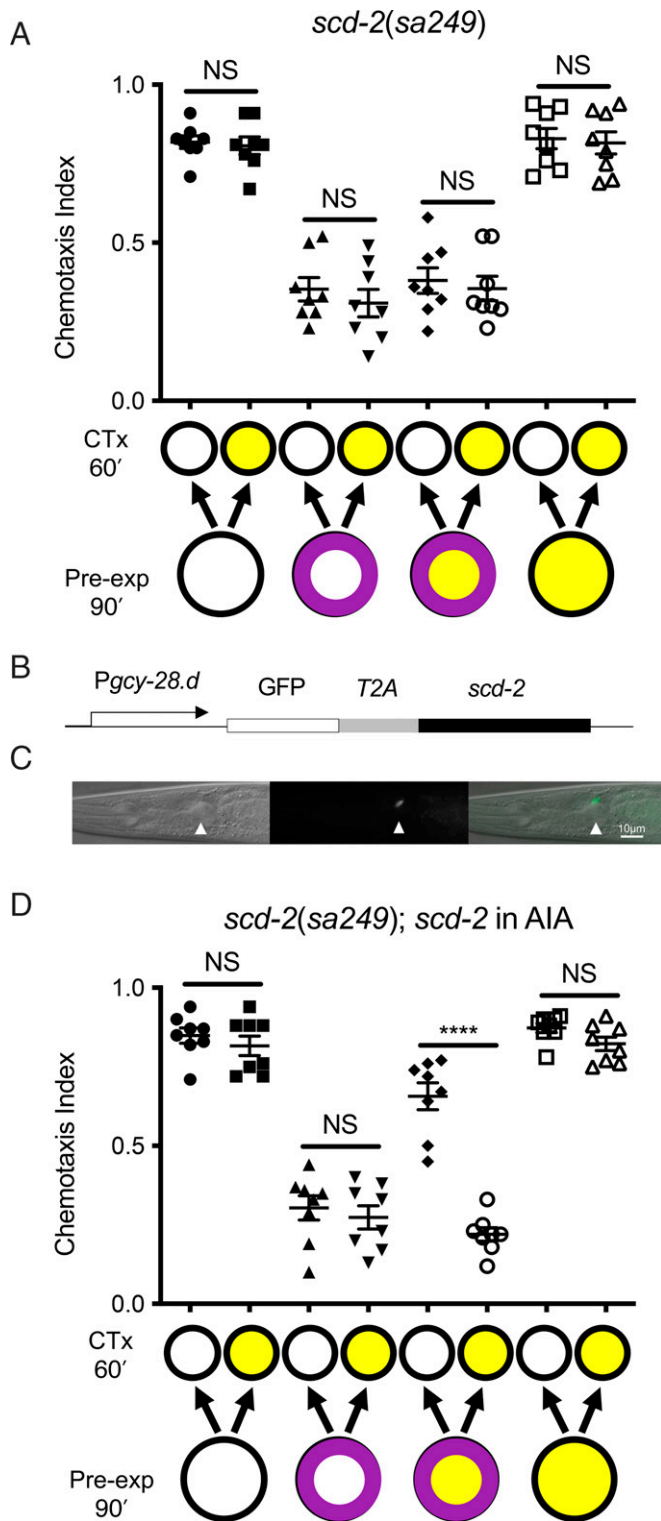 A
scd-2(sa249)
NS
NS
NS
NS
1.0
0.5
0.0
Chemotaxis Index
CTx
60′
Pre-exp
90′
B
Pgcy-28.d
GFP
T2A
scd-2
C
10μm
D
scd-2(sa249); scd-2 in AIA
NS
NS
****
NS
1.0
0.5
0.0
Chemotaxis Index
CTx
60′
Pre-exp
90′